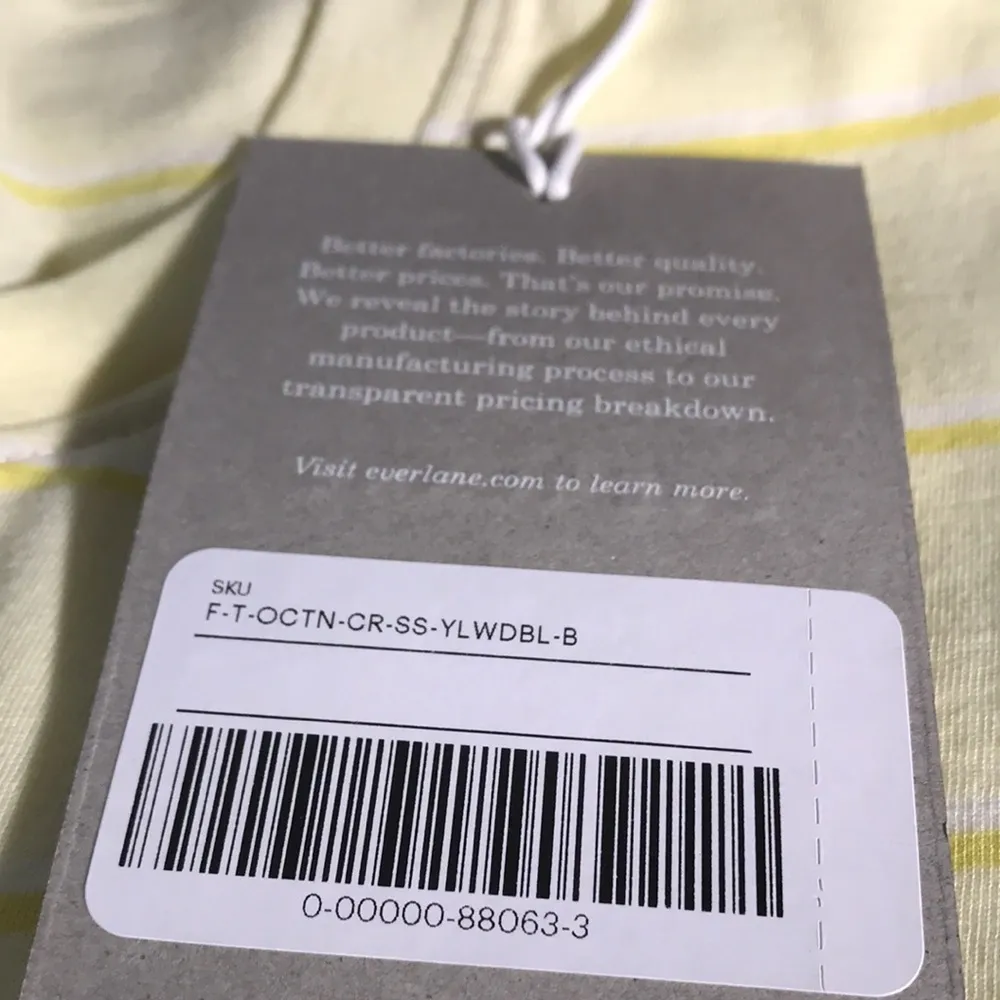 Better factories. Better quality.
Better prices. That's our promise.
We reveal the story behind every
product—from our ethical
manufacturing process to our
transparent pricing breakdown.
Visit everlane.com to learn more.
SKU
F-T-OCTN-CR-SS-YLWDBL-B
0-00000-88063-3